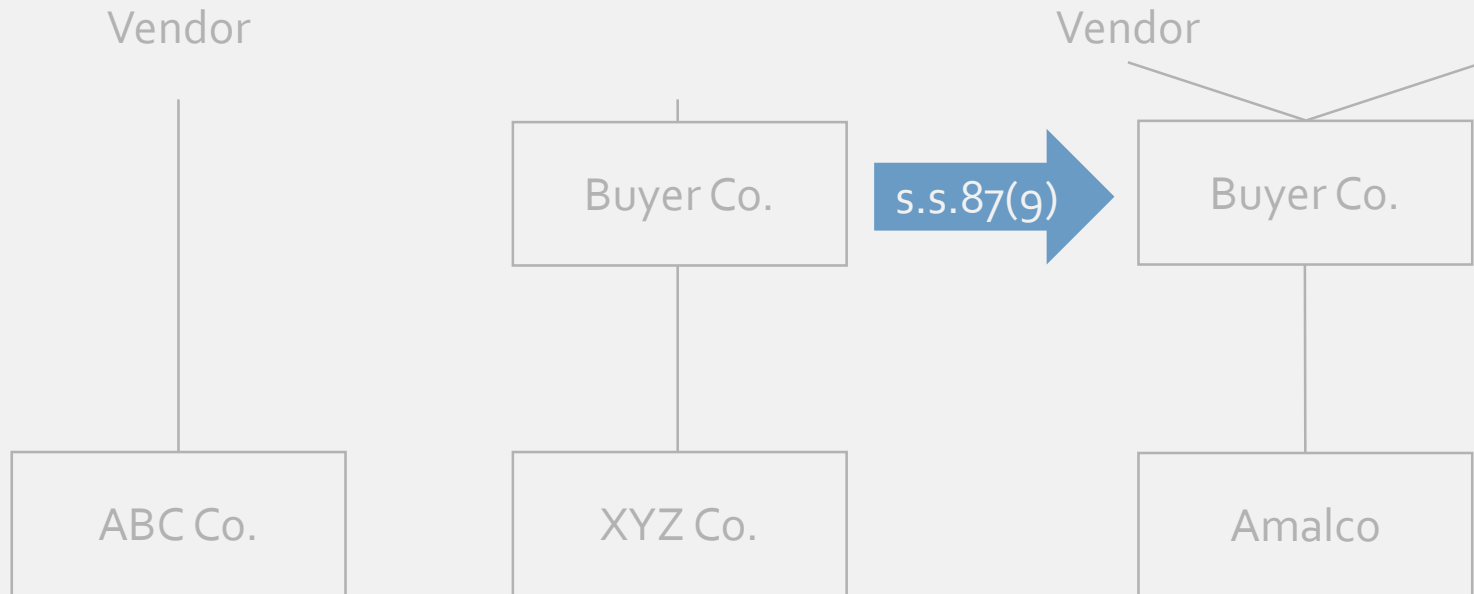 Vendor
Vendor
Buyer Co.
s.s.87(9)
Buyer Co.
ABC Co.
XYZ Co.
Amalco